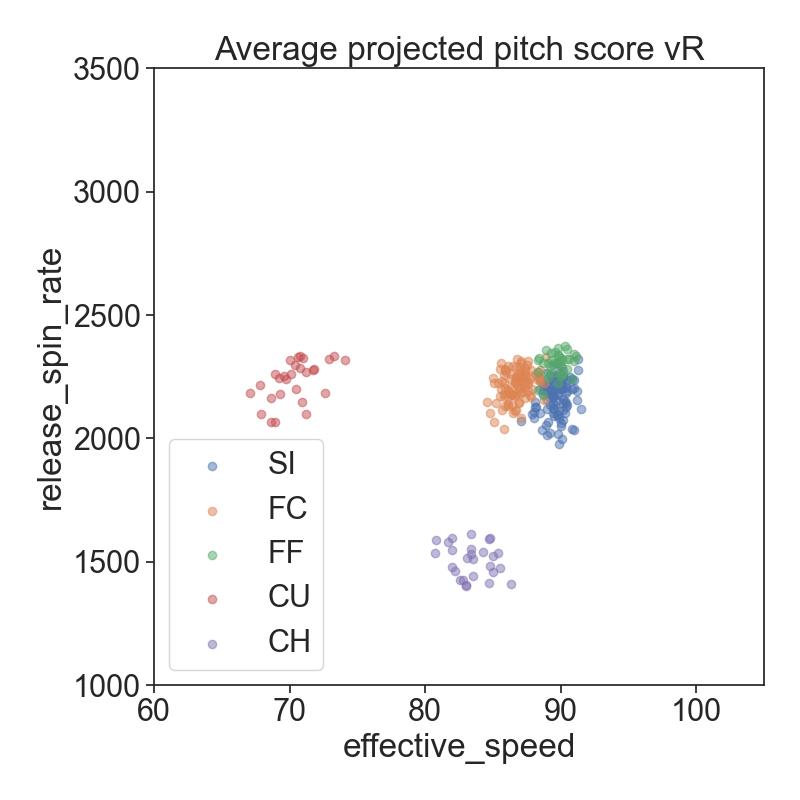 Average projected pitch score vR
3500
3000
2500
2000
1500
1000
release_spin_rate
SI
FC
FF
CU
CH
60
70
80
90
100
effective_speed